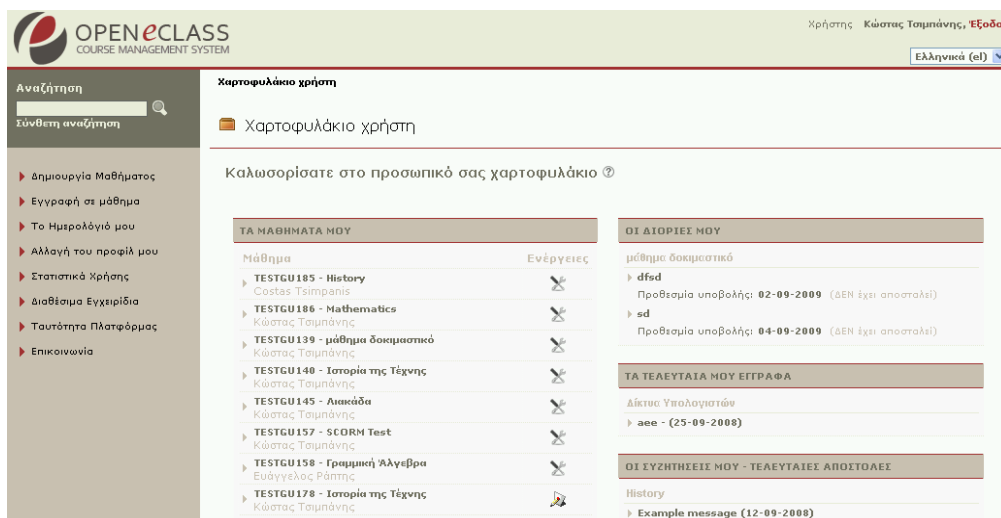 OPEN eCLASS
COURSE MANAGEMENT SYSTEM
Χρήστης Κώστας Τσιμπάνης, Έξοδο
Ελληνικά (el)
Αναζήτηση
Σύνθετη αναζήτηση
Δημιουργία Μαθήματος
Εγγραφή σε μάθημα
Το Ημερολόγιό μου
Αλλαγή του προφίλ μου
Στατιστικά Χρήσης
Διαθέσιμα Εγχειρίδια
Ταυτότητα Πλατφόρμας
Επικοινωνία
Χαρτοφυλάκιο χρήστη
Χαρτοφυλάκιο χρήστη
Καλωσορίσατε στο προσωπικό σας χαρτοφυλάκιο ?
ΤΑ ΜΑΘΗΜΑΤΑ ΜΟΥ
Μάθημα Ενέργειες
TESTGU185 - History
Costas Tsimpanis
TESTGU186 - Mathematics
Κώστας Τσιμπάνης
TESTGU139 - μάθημα δοκιμαστικό
Κώστας Τσιμπάνης
TESTGU140 - Ιστορία της Τέχνης
Κώστας Τσιμπάνης
TESTGU145 - Λιακάδα
Κώστας Τσιμπάνης
TESTGU157 - SCORM Test
Κώστας Τσιμπάνης
TESTGU158 - Γραμμική Άλγεβρα
Ευάγγελος Ράπτης
TESTGU178 - Ιστορία της Τέχνης
Κώστας Τσιμπάνης
ΟΙ ΔΙΟΡΙΕΣ ΜΟΥ
μάθημα δοκιμαστικό
dfsd
Προθεσμία υποβολής: 02-09-2009 (ΔΕΝ έχει αποσταλεί)
sd
Προθεσμία υποβολής: 04-09-2009 (ΔΕΝ έχει αποσταλεί)
ΤΑ ΤΕΛΕΥΤΑΙΑ ΜΟΥ ΕΓΓΡΑΦΑ
Δίκτυα Υπολογιστών
aee - (25-09-2008)
ΟΙ ΣΥΖΗΤΗΣΕΙΣ ΜΟΥ - ΤΕΛΕΥΤΑΙΕΣ ΑΠΟΣΤΟΛΕΣ
History
Example message (12-09-2008)